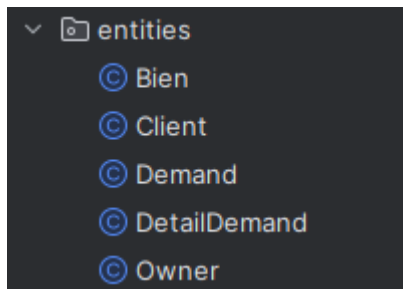 entities
Bien
Client
Demand
DetailDemand
Owner